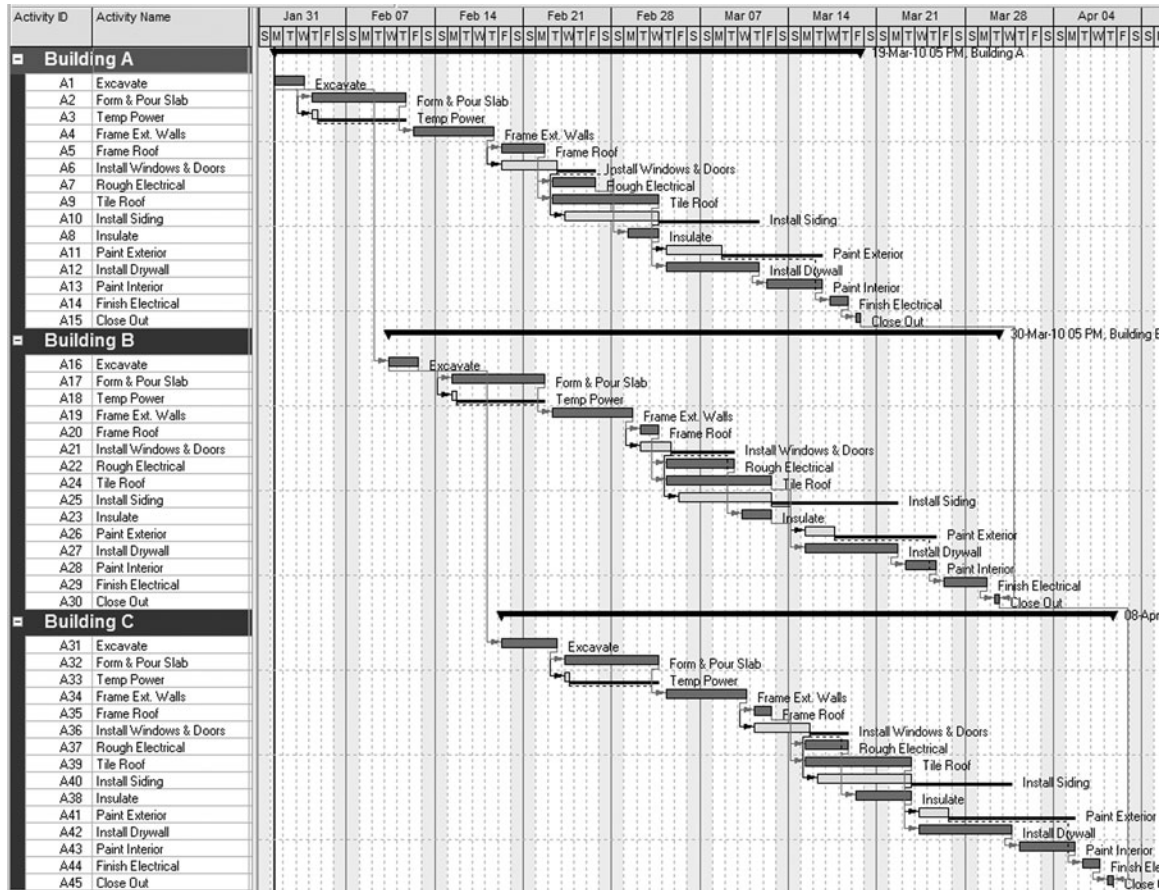 Activity ID Activity Name Jan 31 Feb 07 Feb 14 Feb 21 Feb 28 Mar 07 Mar 14 Mar 21 Mar 28 Apr 04
S M T W T F S S M T W T F S S M T W T F S S M T W T F S S M T W T F S S M T W T F S S M T W T F S S M T W T F S S M T W T F S S M T W T F S S M
Building A 19-Mar-10 05 PM, Building A
A1 Excavate Excavate
A2 Form & Pour Slab Form & Pour Slab
A3 Temp Power Temp Power
A4 Frame Ext. Walls Frame Ext. Walls
A5 Frame Roof Frame Roof
A6 Install Windows & Doors Install Windows & Doors
A7 Rough Electrical Rough Electrical
A9 Tile Roof Tile Roof
A10 Install Siding Install Siding
A8 Insulate Insulate
A11 Paint Exterior Paint Exterior
A12 Install Drywall Install Drywall
A13 Paint Interior Paint Interior
A14 Finish Electrical Finish Electrical
A15 Close Out Close Out
Building B 30-Mar-10 05 PM, Building B
A16 Excavate Excavate
A17 Form & Pour Slab Form & Pour Slab
A18 Temp Power Temp Power
A19 Frame Ext. Walls Frame Ext. Walls
A20 Frame Roof Frame Roof
A21 Install Windows & Doors Install Windows & Doors
A22 Rough Electrical Rough Electrical
A24 Tile Roof Tile Roof
A25 Install Siding Install Siding
A23 Insulate Insulate
A26 Paint Exterior Paint Exterior
A27 Install Drywall Install Drywall
A28 Paint Interior Paint Interior
A29 Finish Electrical Finish Electrical
A30 Close Out Close Out
Building C 08-Apr
A31 Excavate Excavate
A32 Form & Pour Slab Form & Pour Slab
A33 Temp Power Temp Power
A34 Frame Ext. Walls Frame Ext. Walls
A35 Frame Roof Frame Roof
A36 Install Windows & Doors Install Windows & Doors
A37 Rough Electrical Rough Electrical
A39 Tile Roof Tile Roof
A40 Install Siding Install Siding
A38 Insulate Insulate
A41 Paint Exterior Paint Exterior
A42 Install Drywall Install Drywall
A43 Paint Interior Paint Interior
A44 Finish Electrical Finish Ele
A45 Close Out Close Out